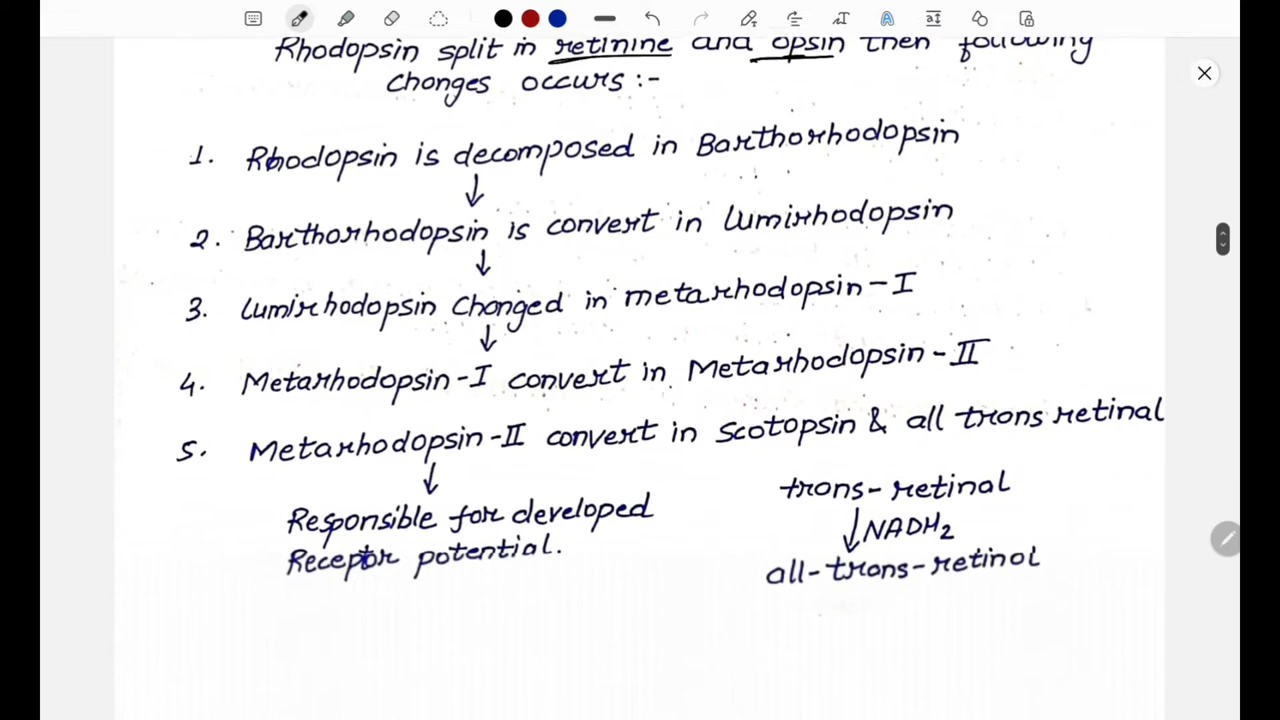 Rhodopsin split in retinine and opsin then following
changes occurs :-
1. Rhodopsin is decomposed in Barthorhodopsin
↓
2. Barthorhodopsin is convert in lumirhodopsin
↓
3. Lumirhodopsin changed in metarhodopsin-I
↓
4. Metarhodopsin-I convert in Metarhodopsin-II
5. Metarhodopsin-II convert in scotopsin & all trans retinal
↓
Responsible for developed
Receptor potential.
trans-retinal
↓ NADH2
all-trans-retinol